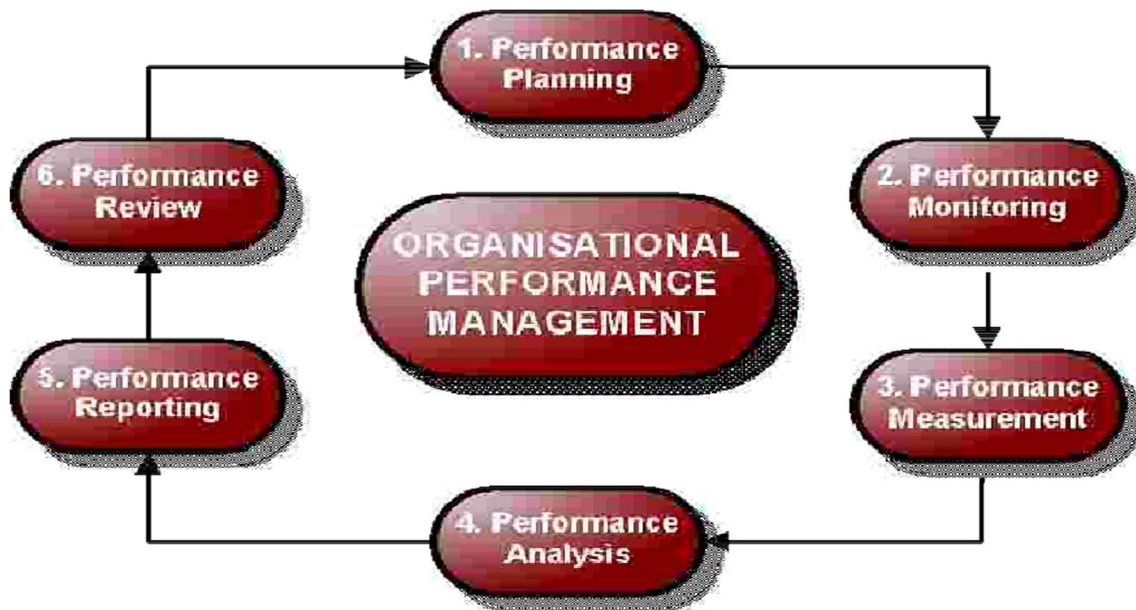 1. Performance
Planning
2. Performance
Monitoring
3. Performance
Measurement
4. Performance
Analysis
5. Performance
Reporting
6. Performance
Review
ORGANISATIONAL
PERFORMANCE
MANAGEMENT